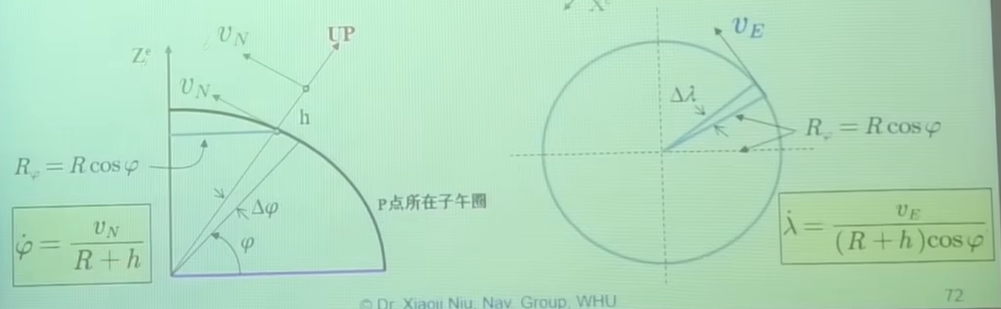 Z^e
v_N
UP
v_N
h
R_φ = R cos φ
Δφ
φ
P点所在子午圈
φ̇ = v_N / (R + h)
X^e
v_E
Δλ
R_φ = R cos φ
λ̇ = v_E / ((R + h) cos φ)
© Dr. Xiaoji Niu, Nav. Group, WHU
72